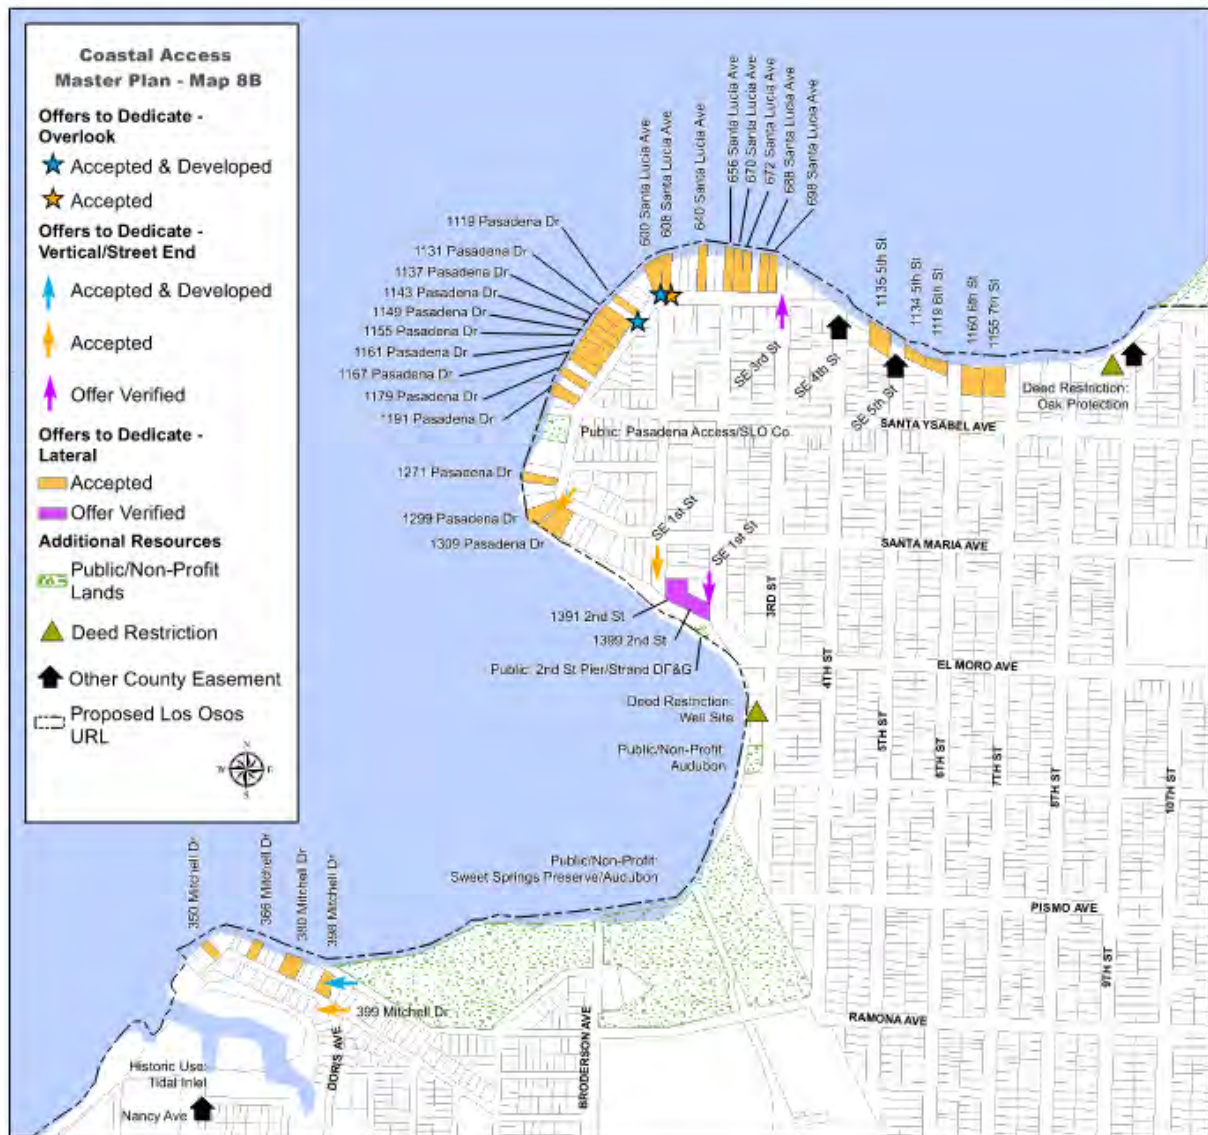 Coastal Access
Master Plan - Map 8B
Offers to Dedicate -
Overlook
Accepted & Developed
Accepted
Offers to Dedicate -
Vertical/Street End
Accepted & Developed
Accepted
Offer Verified
Offers to Dedicate -
Lateral
Accepted
Offer Verified
Additional Resources
Public/Non-Profit
Lands
Deed Restriction
Other County Easement
Proposed Los Osos
URL
N
W
E
S
600 Santa Lucia Ave
608 Santa Lucia Ave
640 Santa Lucia Ave
656 Santa Lucia Ave
670 Santa Lucia Ave
672 Santa Lucia Ave
688 Santa Lucia Ave
698 Santa Lucia Ave
1119 Pasadena Dr
1131 Pasadena Dr
1137 Pasadena Dr
1143 Pasadena Dr
1149 Pasadena Dr
1155 Pasadena Dr
1161 Pasadena Dr
1167 Pasadena Dr
1179 Pasadena Dr
1191 Pasadena Dr
1135 5th St
1134 5th St
1119 6th St
1160 6th St
1155 7th St
SE 3rd St
SE 4th St
SE 5th St
Deed Restriction:
Oak Protection
SANTA YSABEL AVE
Public: Pasadena Access/SLO Co.
1271 Pasadena Dr
1299 Pasadena Dr
1309 Pasadena Dr
SE 1st St
SE 1st St
SANTA MARIA AVE
1391 2nd St
1399 2nd St
Public: 2nd St Pier/Strand DF&G
3RD ST
4TH ST
5TH ST
6TH ST
7TH ST
8TH ST
9TH ST
10TH ST
EL MORO AVE
Deed Restriction:
Well Site
Public/Non-Profit:
Audubon
Public/Non-Profit:
Sweet Springs Preserve/Audubon
PISMO AVE
RAMONA AVE
350 Mitchell Dr
366 Mitchell Dr
380 Mitchell Dr
398 Mitchell Dr
399 Mitchell Dr
DORIS AVE
BRODERSON AVE
Historic Use:
Tidal Inlet
Nancy Ave